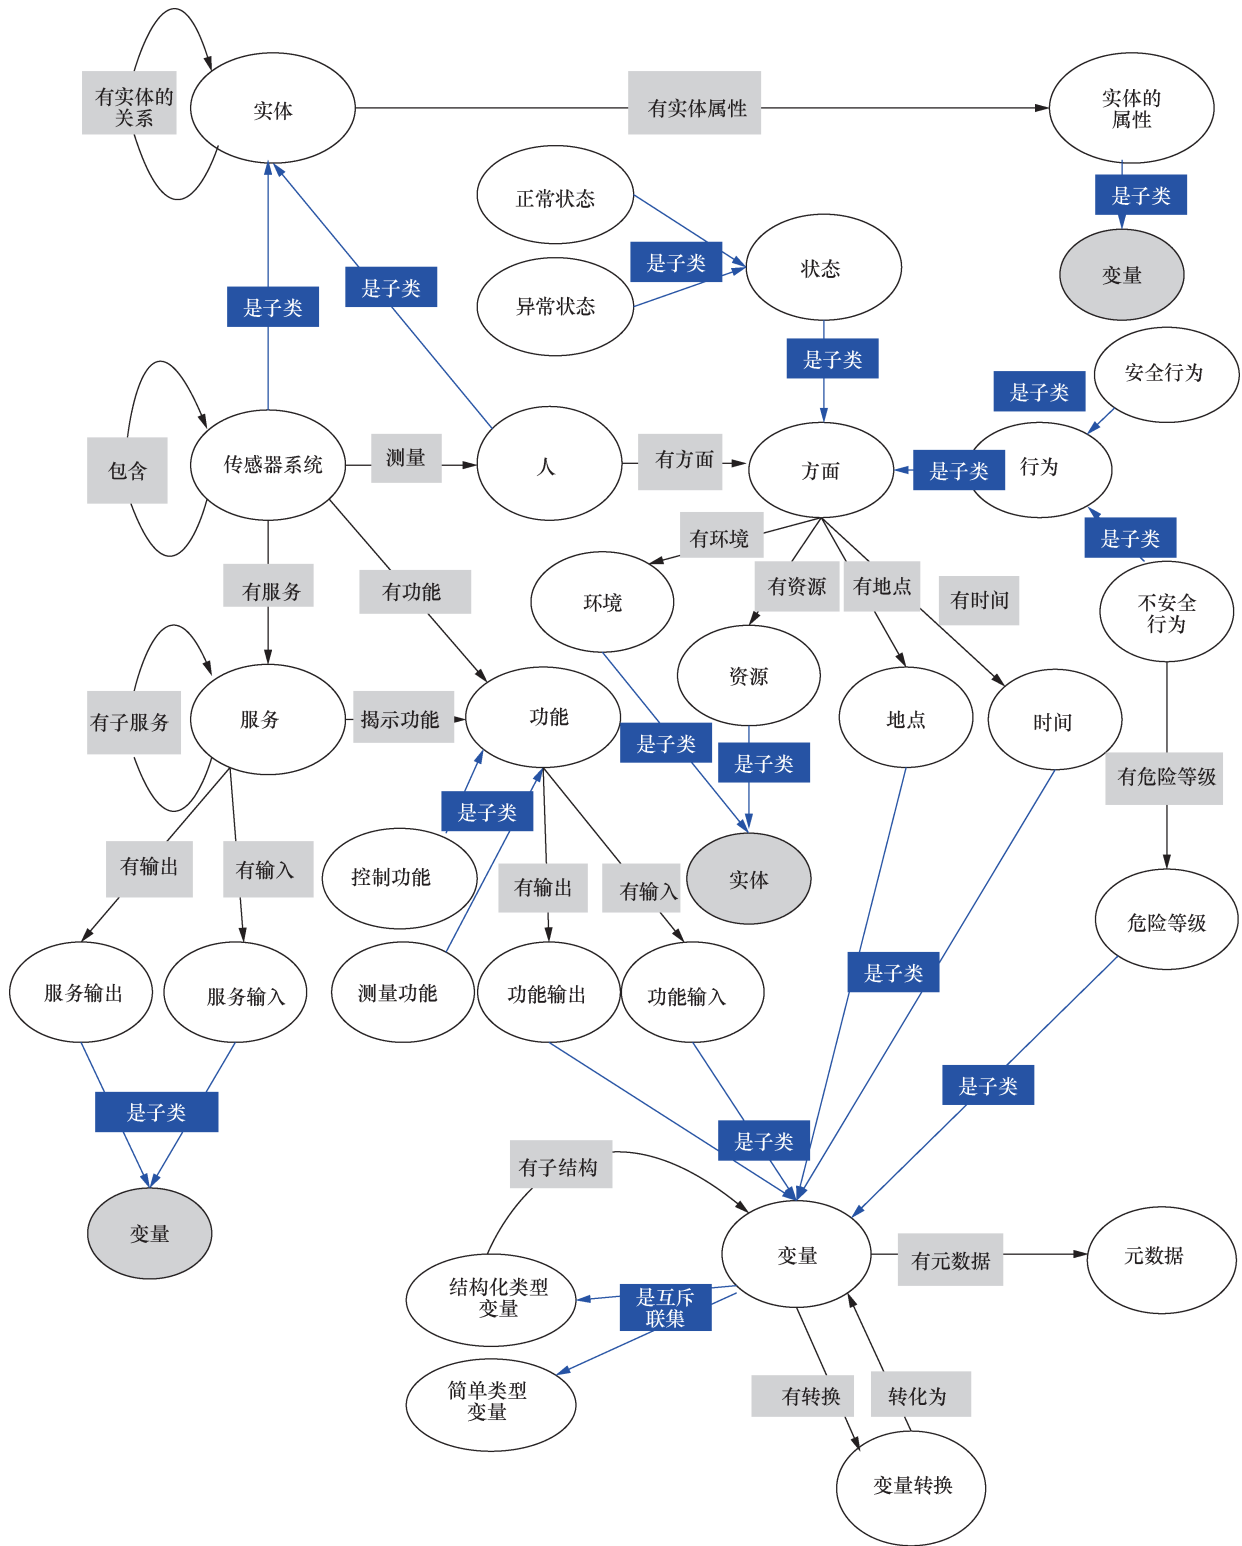 有实体的
关系
实体
有实体属性
实体的
属性
是子类
正常状态
是子类
状态
变量
异常状态
是子类
是子类
是子类
安全行为
是子类
包含
传感器系统
测量
人
有方面
方面
是子类
行为
有环境
是子类
有服务
有功能
环境
有资源
有地点
有时间
不安全
行为
有子服务
服务
揭示功能
功能
资源
地点
时间
是子类
是子类
有危险等级
是子类
有输出
有输入
控制功能
有输出
有输入
实体
危险等级
服务输出
服务输入
测量功能
功能输出
功能输入
是子类
是子类
是子类
是子类
有子结构
变量
变量
有元数据
元数据
结构化类型
变量
是互斥
联集
简单类型
变量
有转换
转化为
变量转换